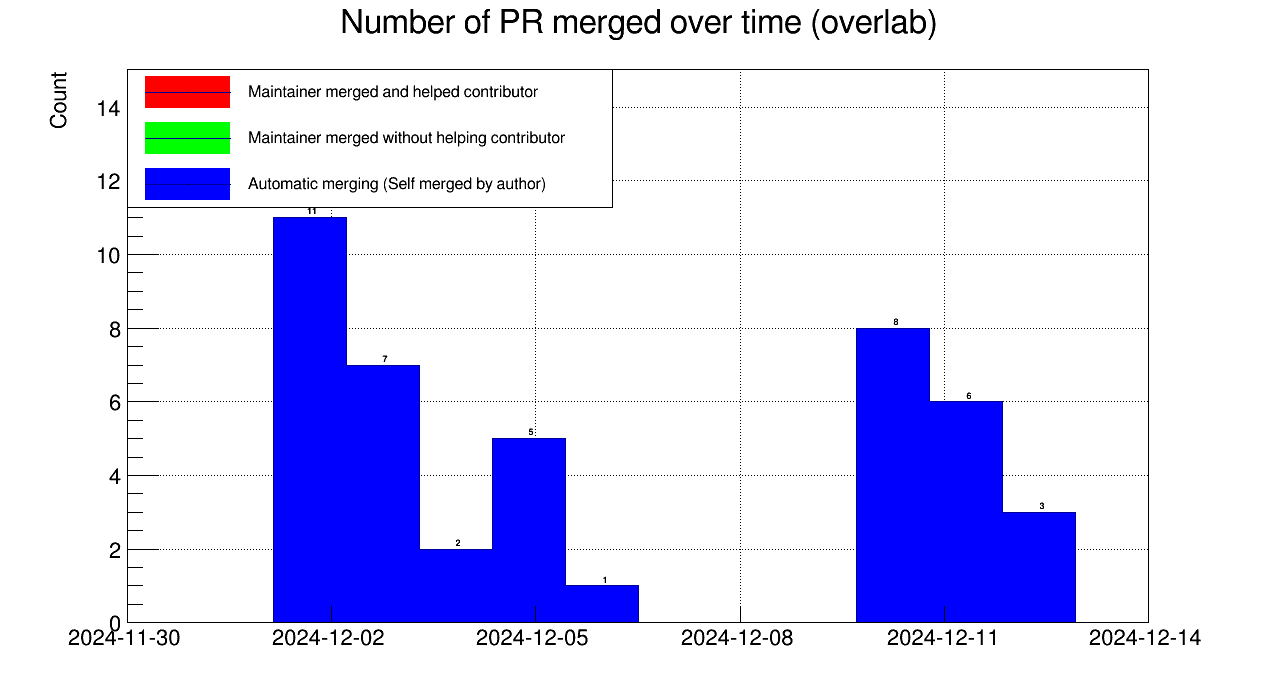 Number of PR merged over time (overlab)
Count
Maintainer merged and helped contributor
Maintainer merged without helping contributor
Automatic merging (Self merged by author)
14
12
10
8
6
4
2
0
11
7
2
5
1
8
6
3
2024-11-30 2024-12-02 2024-12-05 2024-12-08 2024-12-11 2024-12-14